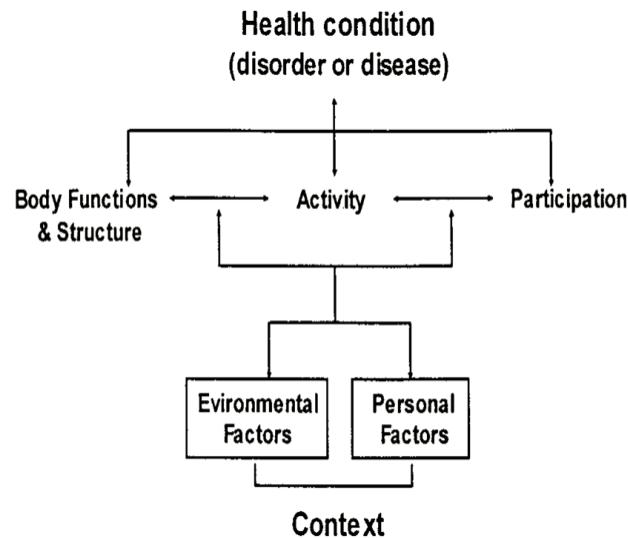 Health condition
(disorder or disease)
Body Functions
& Structure
Activity
Participation
Evironmental
Factors
Personal
Factors
Context